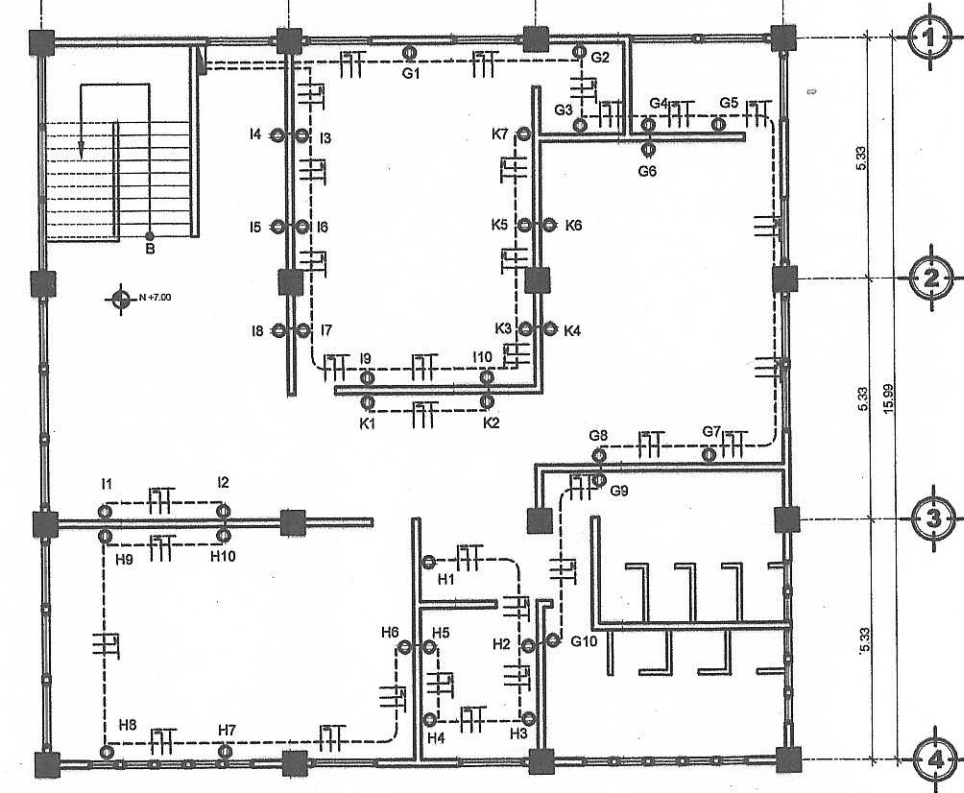 1
G1
G2
G3
G4
G5
I4
I3
K7
G6
5.33
I5
I6
K5
K6
B
2
N +7.00
I8
I7
K3
K4
I9
I10
5.33
15.99
K1
K2
G8
G7
I1
I2
G9
3
H9
H10
H1
H6
H5
H2
G10
5.33
H8
H7
H4
H3
4